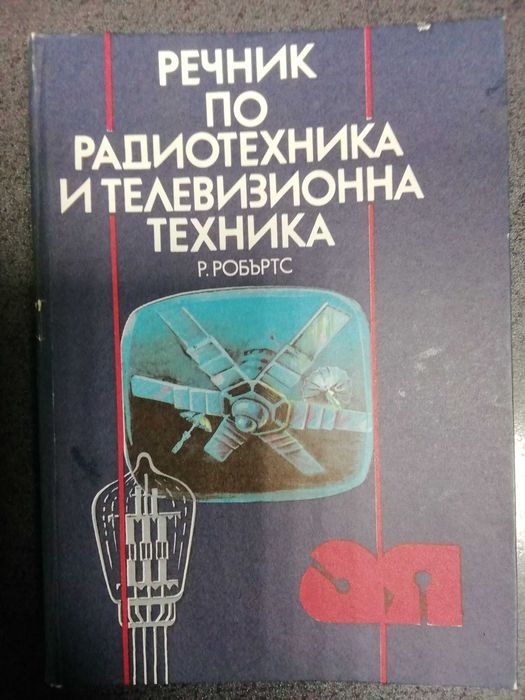 РЕЧНИК
ПО
РАДИОТЕХНИКА
И ТЕЛЕВИЗИОННА
ТЕХНИКА
Р. РОБЪРТС